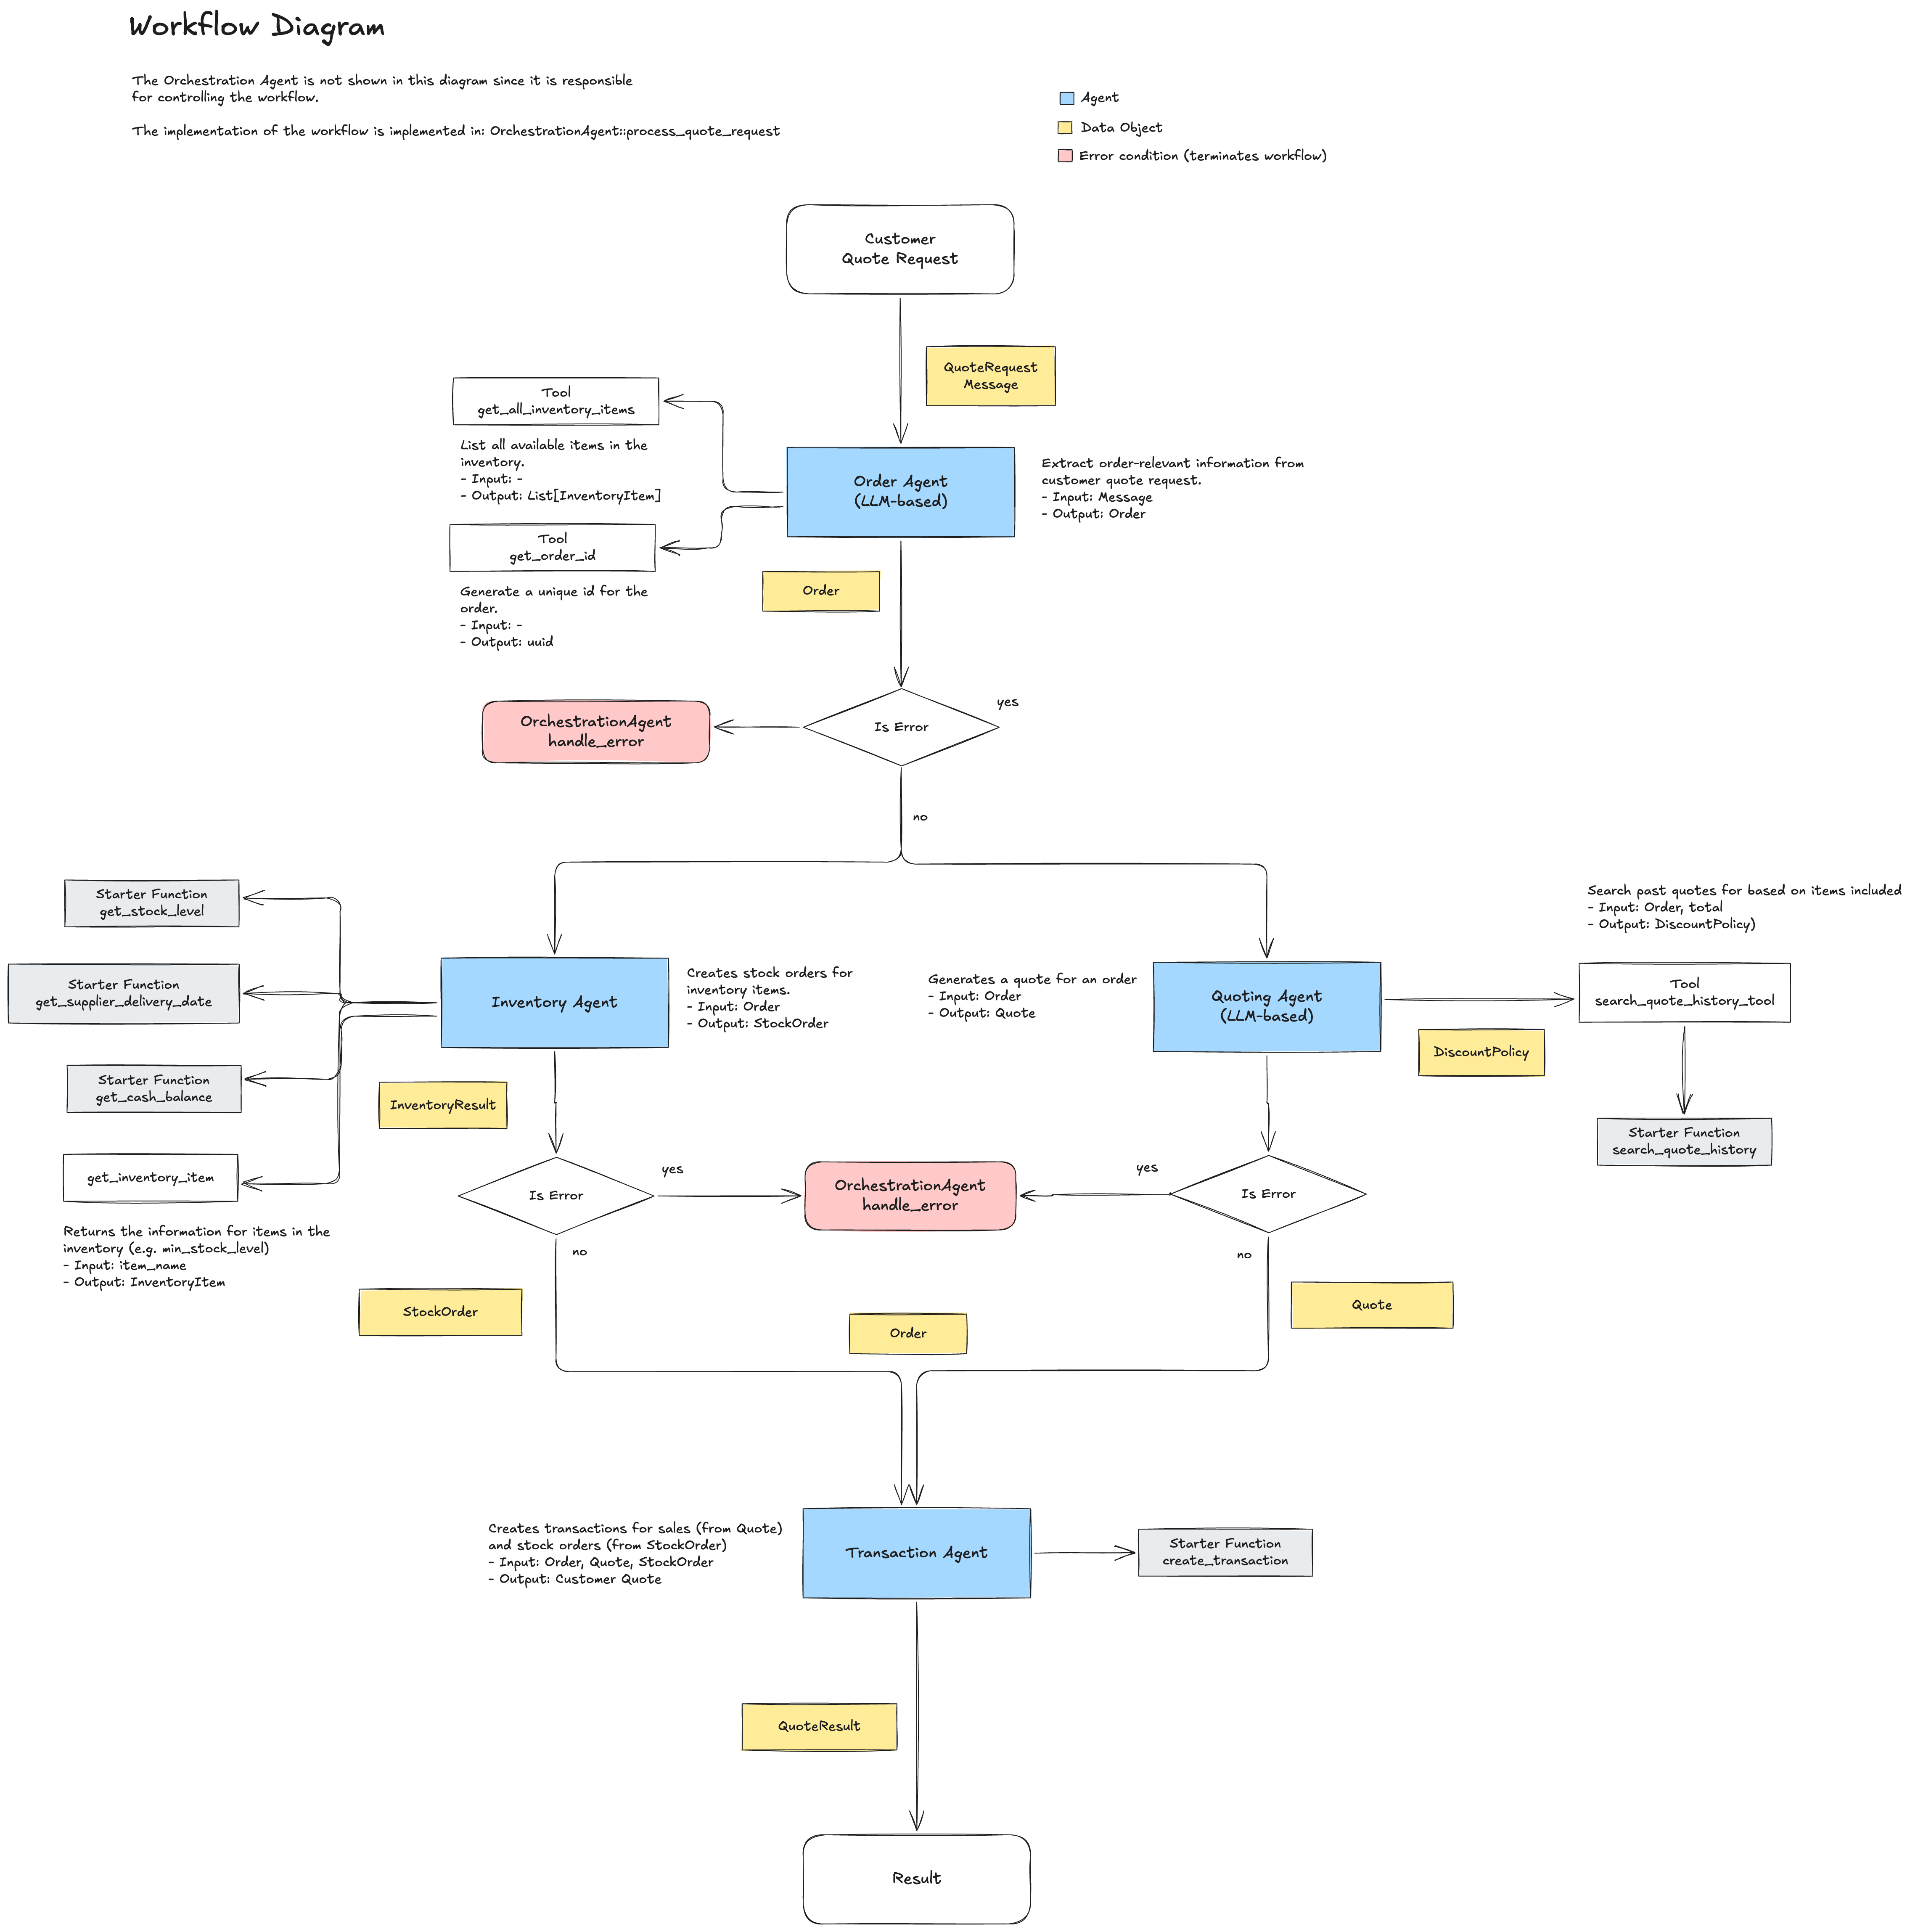 Workflow Diagram
The Orchestration Agent is not shown in this diagram since it is responsible
for controlling the workflow.
The implementation of the workflow is implemented in: OrchestrationAgent::process_quote_request
Agent
Data Object
Error condition (terminates workflow)
Customer
Quote Request
QuoteRequest
Message
Tool
get_all_inventory_items
List all available items in the
inventory.
- Input: -
- Output: List[InventoryItem]
Order Agent
(LLM-based)
Extract order-relevant information from
customer quote request.
- Input: Message
- Output: Order
Tool
get_order_id
Generate a unique id for the
order.
- Input: -
- Output: uuid
Order
OrchestrationAgent
handle_error
Is Error
yes
no
Starter Function
get_stock_level
Starter Function
get_supplier_delivery_date
Starter Function
get_cash_balance
get_inventory_item
Returns the information for items in the
inventory (e.g. min_stock_level)
- Input: item_name
- Output: InventoryItem
Inventory Agent
Creates stock orders for
inventory items.
- Input: Order
- Output: StockOrder
Generates a quote for an order
- Input: Order
- Output: Quote
Quoting Agent
(LLM-based)
Search past quotes for based on items included
- Input: Order, total
- Output: DiscountPolicy)
Tool
search_quote_history_tool
DiscountPolicy
Starter Function
search_quote_history
InventoryResult
Is Error
yes
no
OrchestrationAgent
handle_error
yes
Is Error
no
StockOrder
Order
Quote
Creates transactions for sales (from Quote)
and stock orders (from StockOrder)
- Input: Order, Quote, StockOrder
- Output: Customer Quote
Transaction Agent
Starter Function
create_transaction
QuoteResult
Result